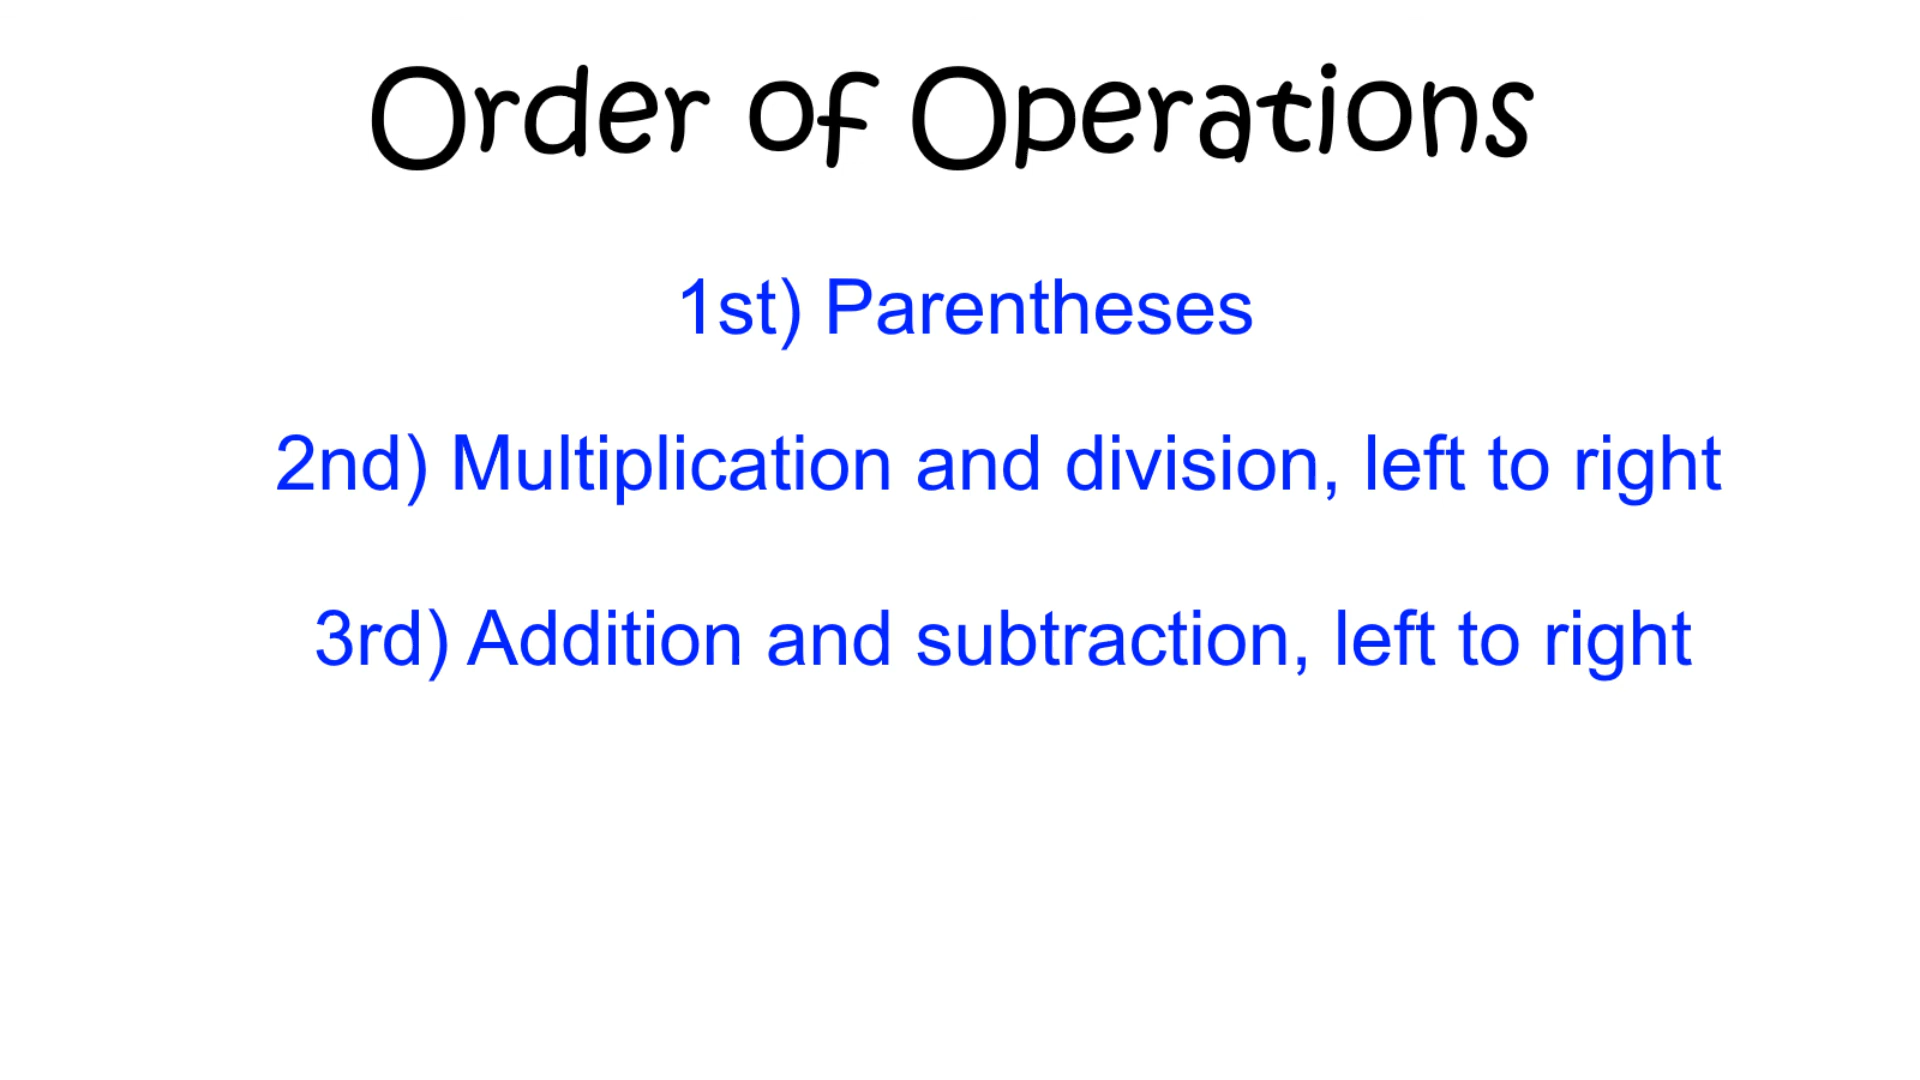 Order of Operations
1st) Parentheses
2nd) Multiplication and division, left to right
3rd) Addition and subtraction, left to right